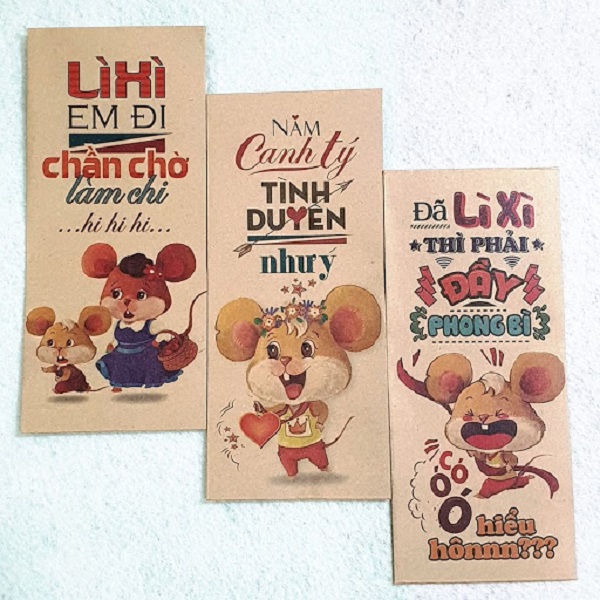 LÌ XÌ
EM ĐI
chần chờ
làm chi
...hi hi hi...
NĂM
Canh tý
TÌNH
DUYÊN
như ý
Đã LÌ XÌ
THÌ PHẢI
ĐẦY
PHONG BÌ
CÓ
Ó
Ó
hiểu
hônnn???